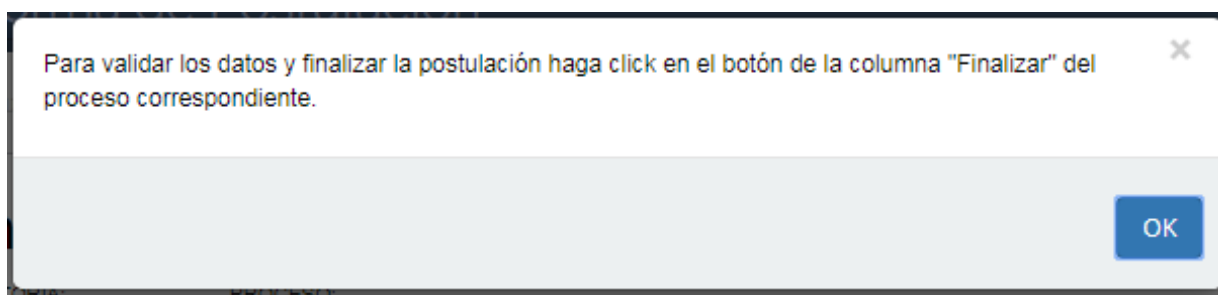 Para validar los datos y finalizar la postulación haga click en el botón de la columna "Finalizar" del
proceso correspondiente.
OK